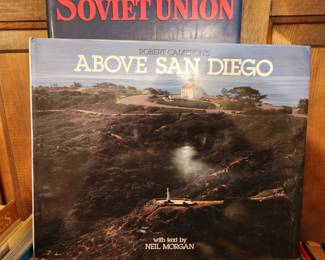 SOVIET UNION
ROBERT CAMERON'S
ABOVE SAN DIEGO
with text by
NEIL MORGAN